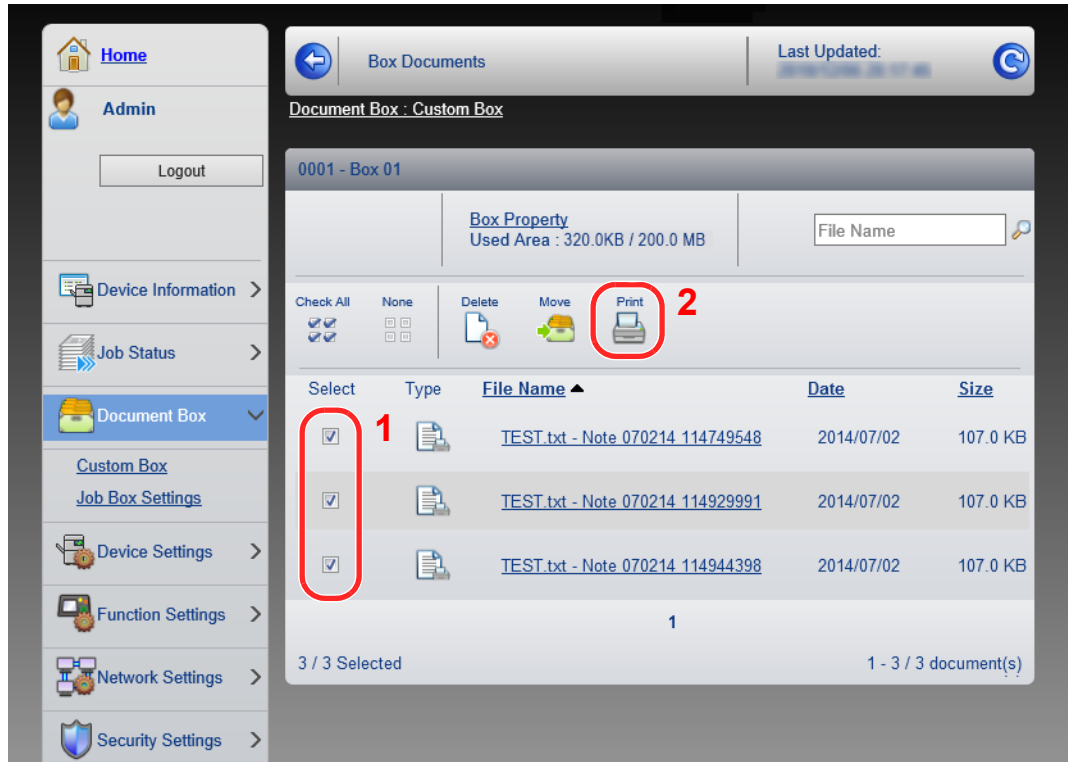 Home
Admin
Logout
Device Information
Job Status
Document Box
Custom Box
Job Box Settings
Device Settings
Function Settings
Network Settings
Security Settings
Box Documents
Last Updated:
Document Box : Custom Box
0001 - Box 01
Box Property
Used Area : 320.0KB / 200.0 MB
File Name
Check All None Delete Move Print 2
Select Type File Name Date Size
1 TEST.txt - Note 070214 114749548 2014/07/02 107.0 KB
TEST.txt - Note 070214 114929991 2014/07/02 107.0 KB
TEST.txt - Note 070214 114944398 2014/07/02 107.0 KB
1
3 / 3 Selected 1 - 3 / 3 document(s)